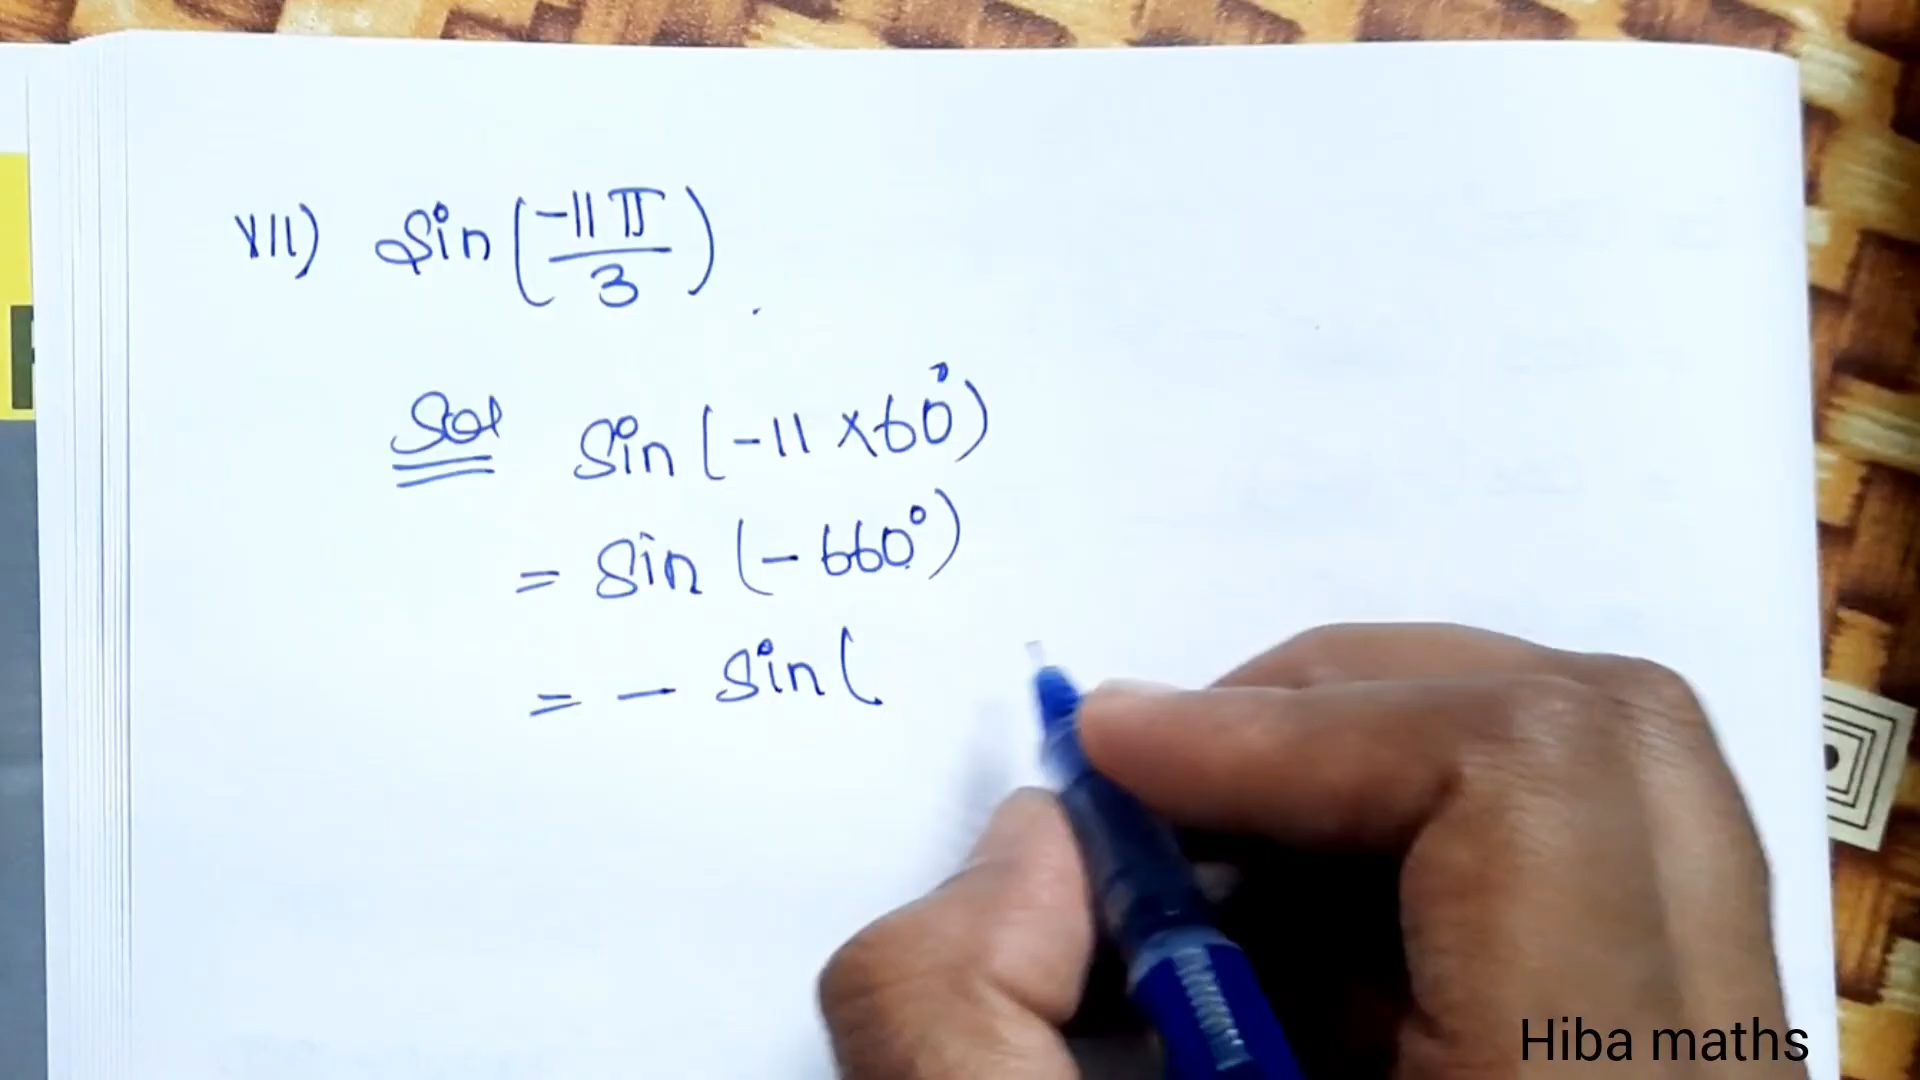 VII) Sin (-11π/3).
Sol Sin (-11 × 60°)
= Sin (-660°)
= - Sin (
Hiba maths